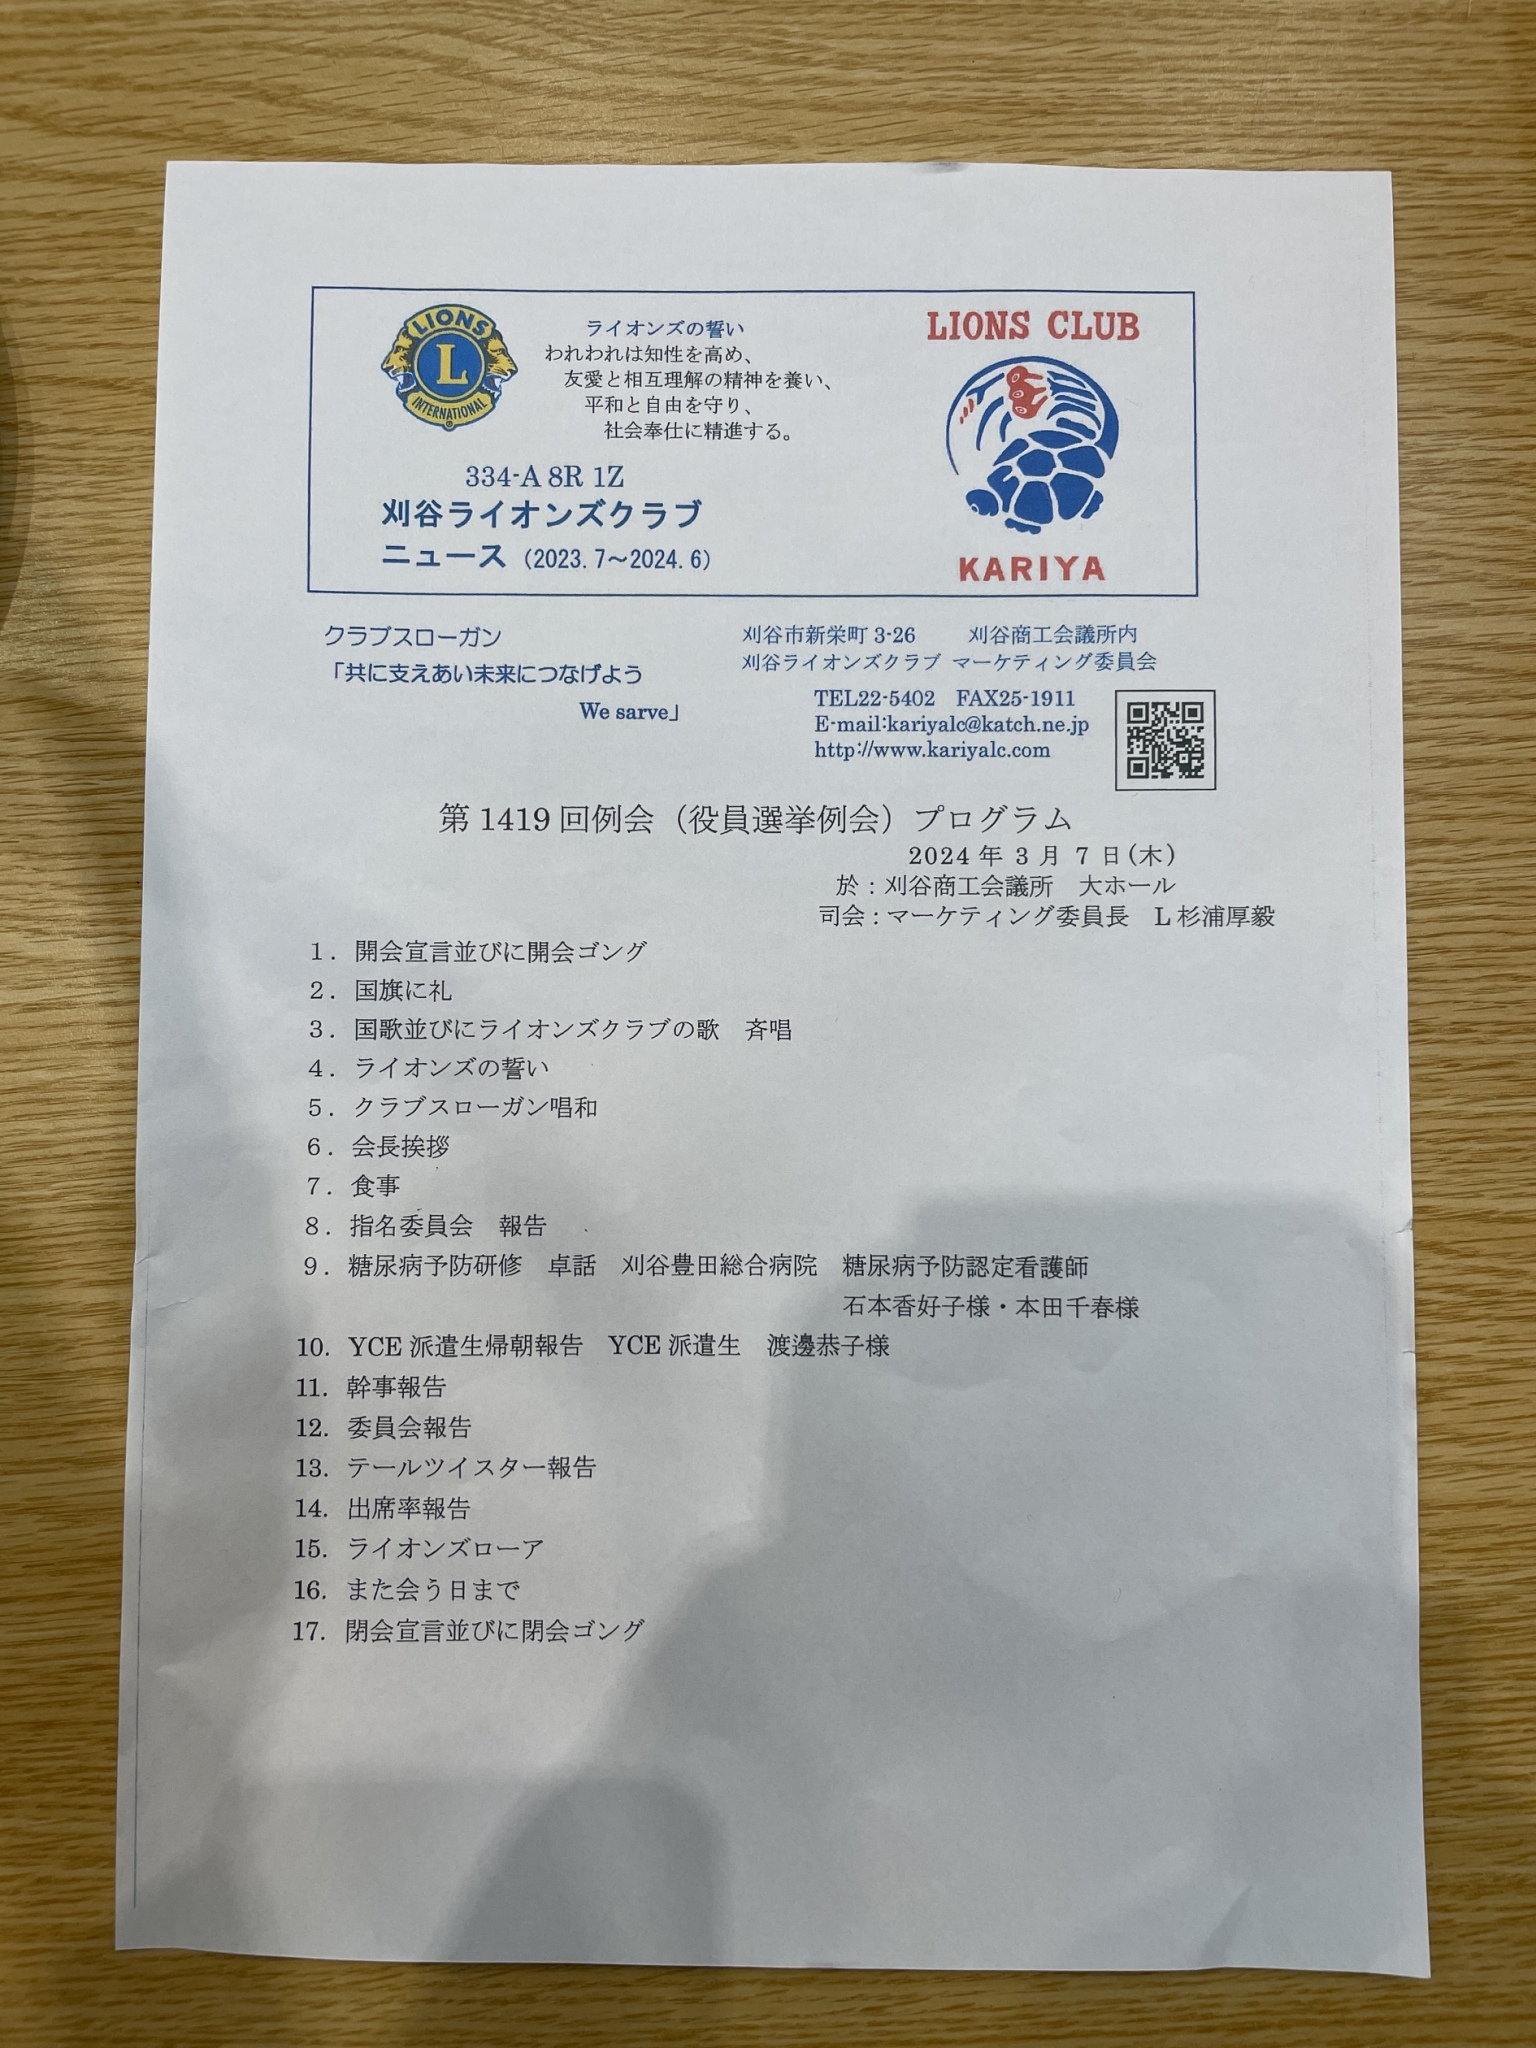 LIONS
L
INTERNATIONAL
ライオンズの誓い
われわれは知性を高め、
友愛と相互理解の精神を養い、
平和と自由を守り、
社会奉仕に精進する。
334-A 8R 1Z
刈谷ライオンズクラブ
ニュース（2023.7～2024.6）
LIONS CLUB
KARIYA
クラブスローガン
「共に支えあい未来につなげよう
We sarve」
刈谷市新栄町 3-26　刈谷商工会議所内
刈谷ライオンズクラブ マーケティング委員会
TEL22-5402　FAX25-1911
E-mail:kariyalc@katch.ne.jp
http://www.kariyalc.com
第 1419 回例会（役員選挙例会）プログラム
2024 年 3 月 7 日(木)
於：刈谷商工会議所　大ホール
司会：マーケティング委員長　L 杉浦厚毅
１．開会宣言並びに開会ゴング
２．国旗に礼
３．国歌並びにライオンズクラブの歌　斉唱
４．ライオンズの誓い
５．クラブスローガン唱和
６．会長挨拶
７．食事
８．指名委員会　報告
９．糖尿病予防研修　卓話　刈谷豊田総合病院　糖尿病予防認定看護師
石本香好子様・本田千春様
10. YCE 派遣生帰朝報告　YCE 派遣生　渡邊恭子様
11. 幹事報告
12. 委員会報告
13. テールツイスター報告
14. 出席率報告
15. ライオンズローア
16. また会う日まで
17. 閉会宣言並びに閉会ゴング